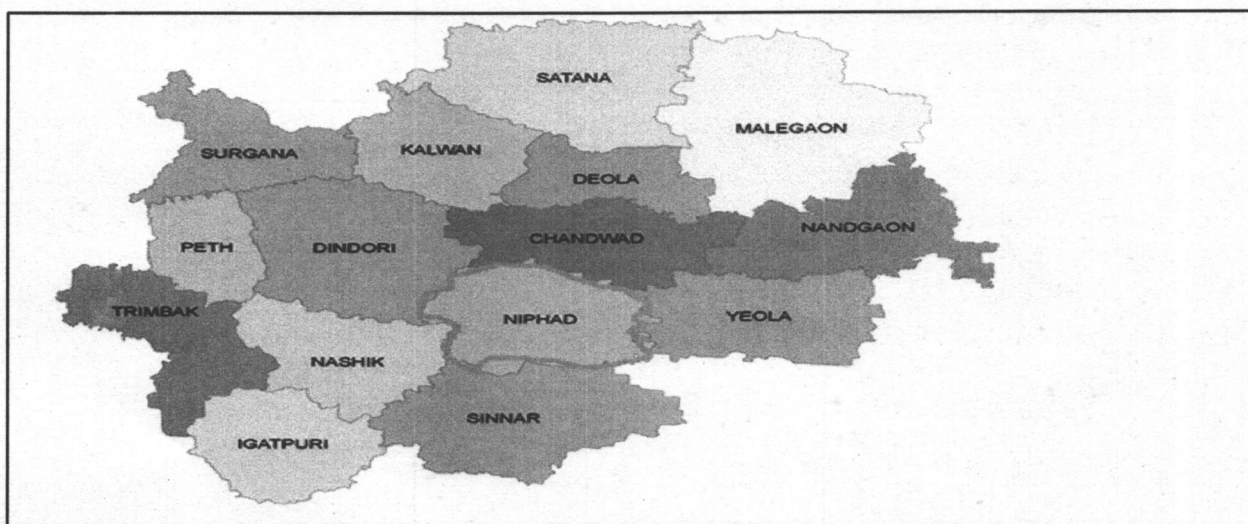 SATANA
MALEGAON
SURGANA
KALWAN
DEOLA
PETH
DINDORI
CHANDWAD
NANDGAON
TRIMBAK
NIPHAD
YEOLA
NASHIK
SINNAR
IGATPURI